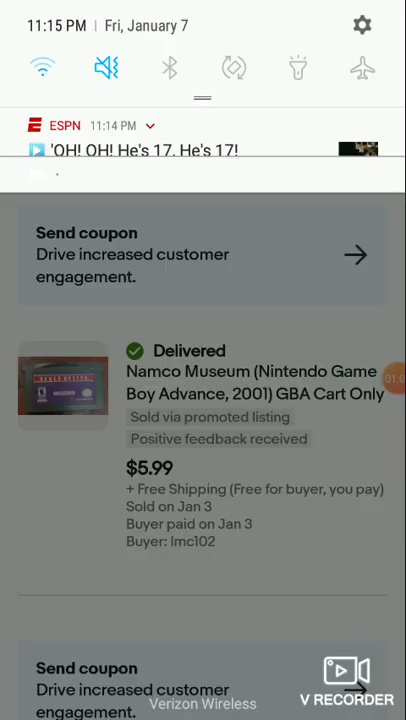 11:15 PM | Fri, January 7
ESPN 11:14 PM
'OH! OH! He's 17. He's 17!
Send coupon
Drive increased customer
engagement.
Delivered
Namco Museum (Nintendo Game
Boy Advance, 2001) GBA Cart Only
Sold via promoted listing
Positive feedback received
$5.99
+ Free Shipping (Free for buyer, you pay)
Sold on Jan 3
Buyer paid on Jan 3
Buyer: lmc102
Send coupon
Drive increased customer
Verizon Wireless
V RECORDER